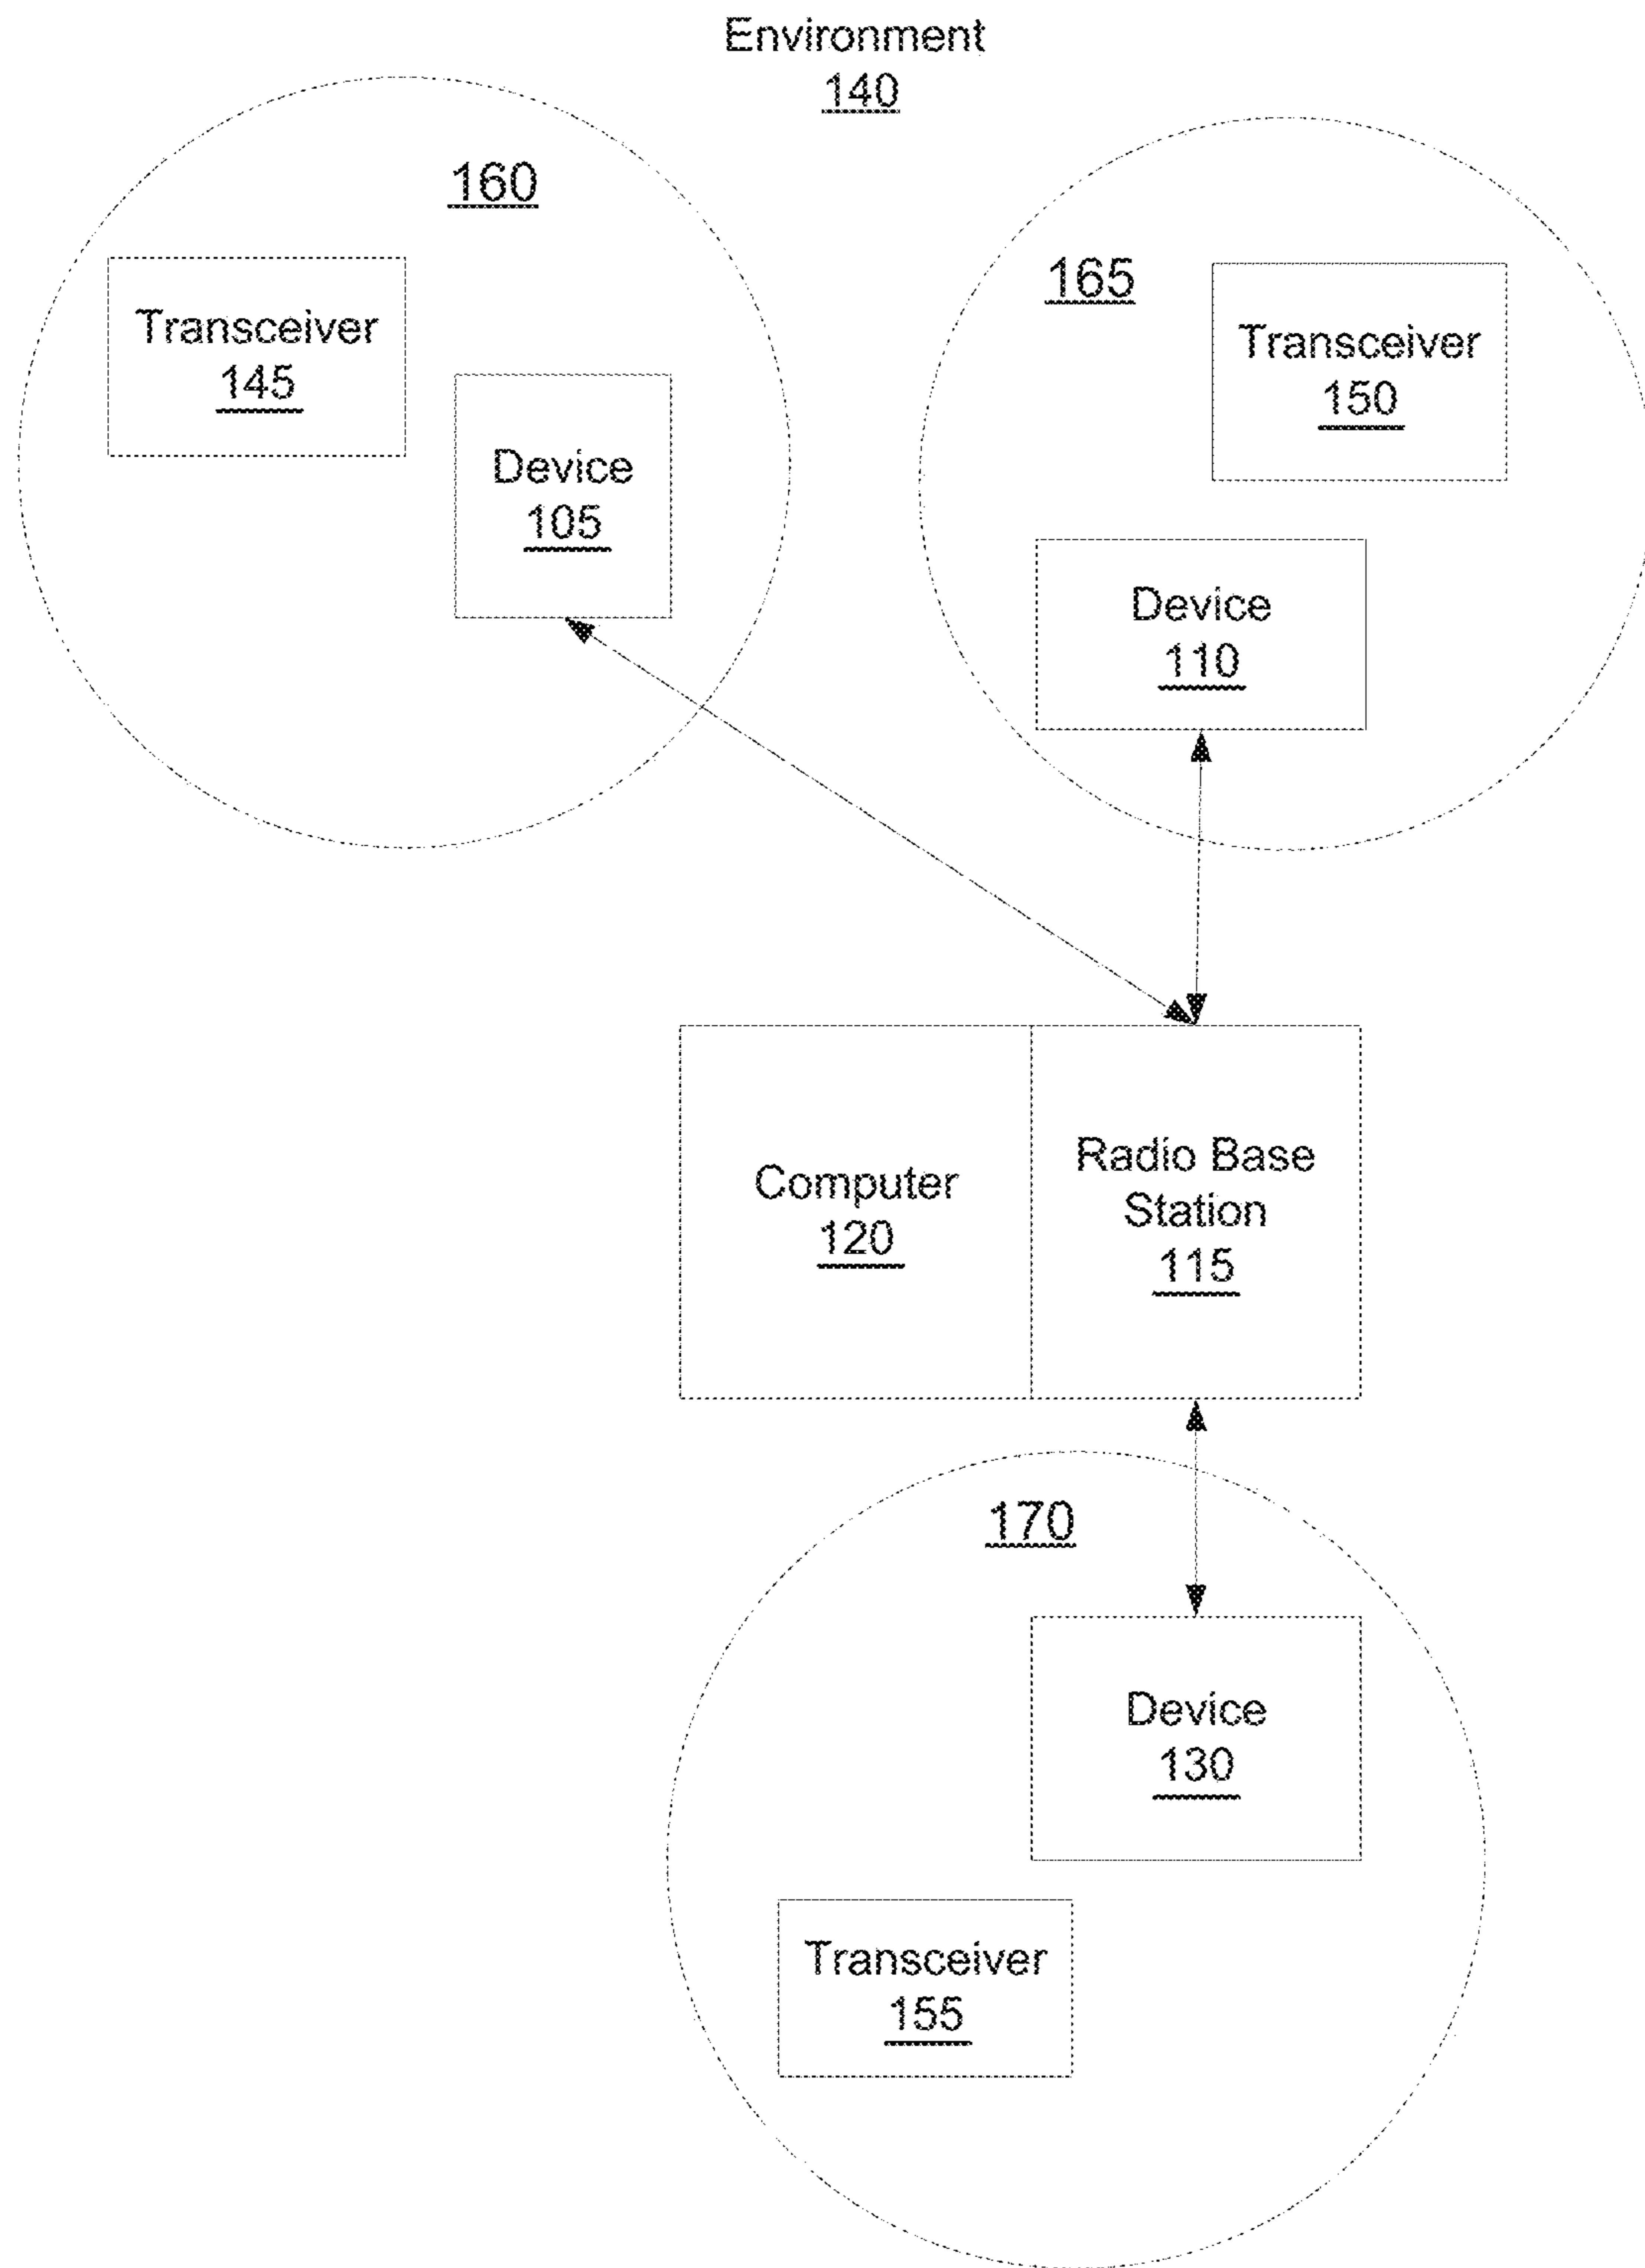 Environment
140
160
Transceiver
145
Device
105
165
Transceiver
150
Device
110
Computer
120
Radio Base
Station
115
170
Device
130
Transceiver
155